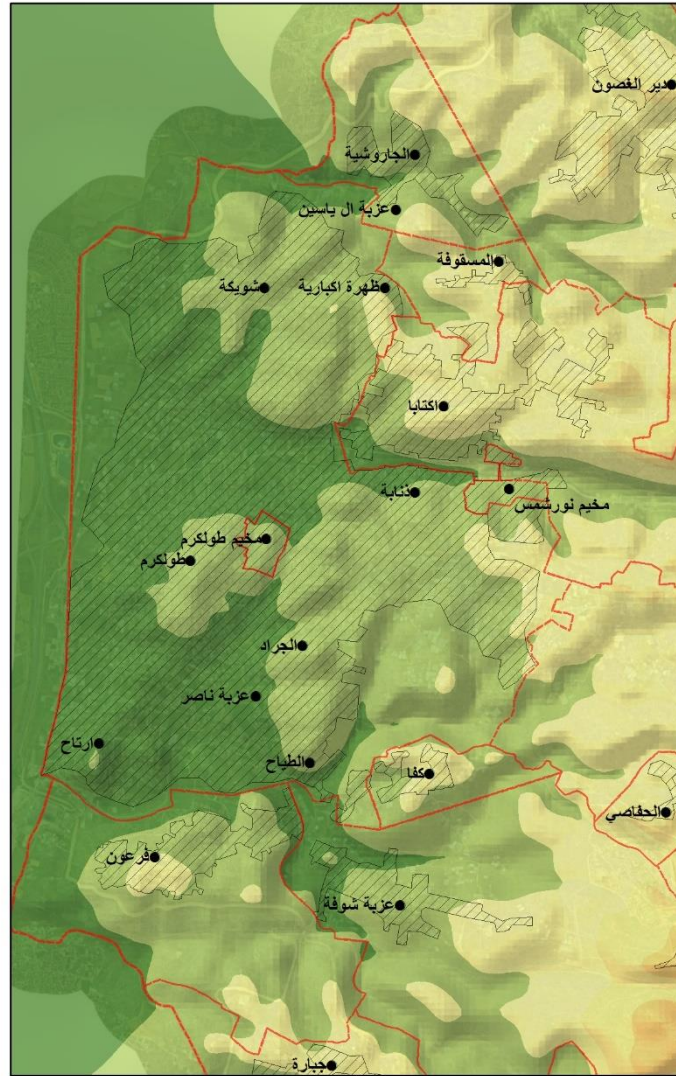 دير الغصون
الجاروشية
عزبة ال ياسين
المسقوفة
ظهرة اكبارية
شويكة
اكتابا
ذنابة
مخيم نورشمس
مخيم طولكرم
طولكرم
الجراد
عزبة ناصر
ارتاح
الطياح
كفا
الحفاصي
فرعون
عزبة شوفة
جبارة